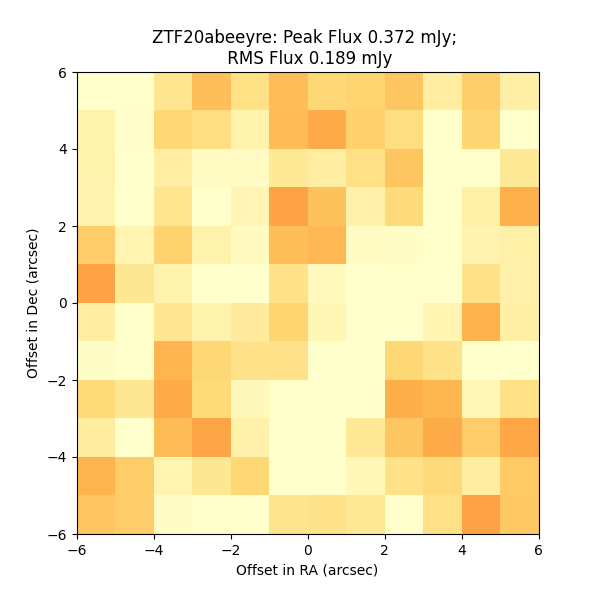 ZTF20abeeyre: Peak Flux 0.372 mJy;
RMS Flux 0.189 mJy
6
4
2
0
−2
−4
−6
Offset in Dec (arcsec)
−6 −4 −2 0 2 4 6
Offset in RA (arcsec)